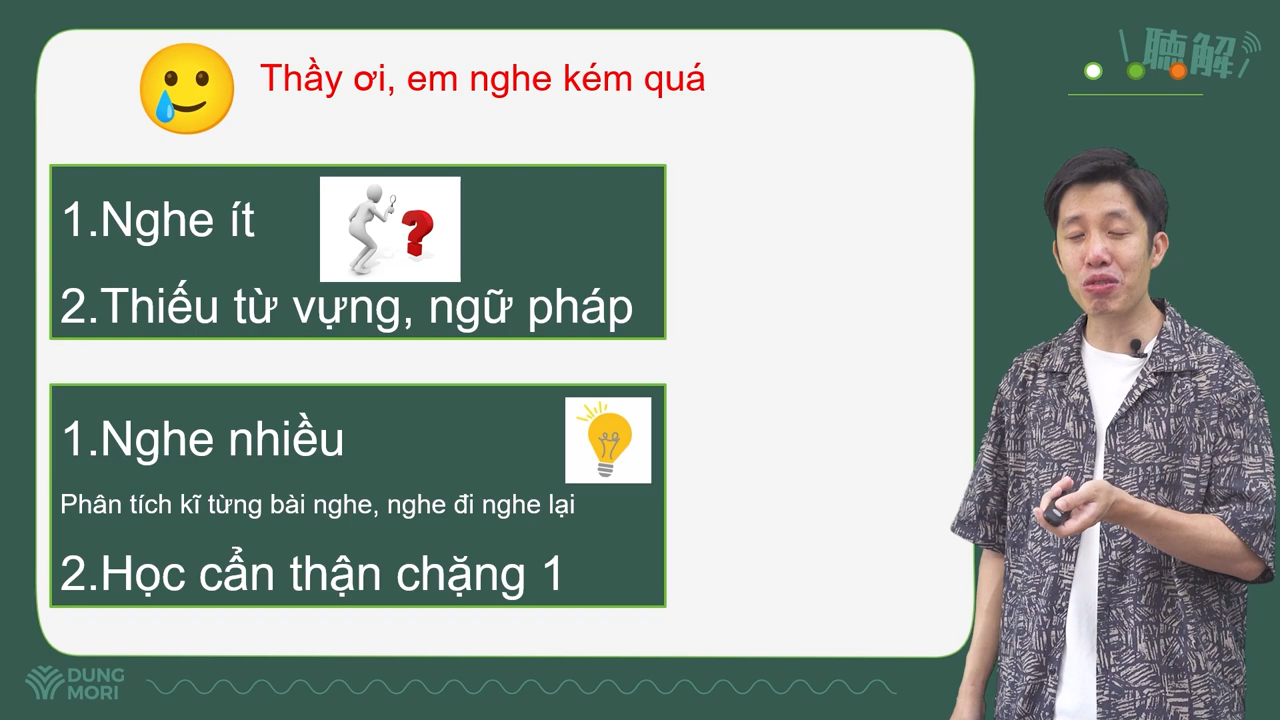 聴解
Thầy ơi, em nghe kém quá
1.Nghe ít
2.Thiếu từ vựng, ngữ pháp
1.Nghe nhiều
Phân tích kĩ từng bài nghe, nghe đi nghe lại
2.Học cẩn thận chặng 1
DUNG
MORI